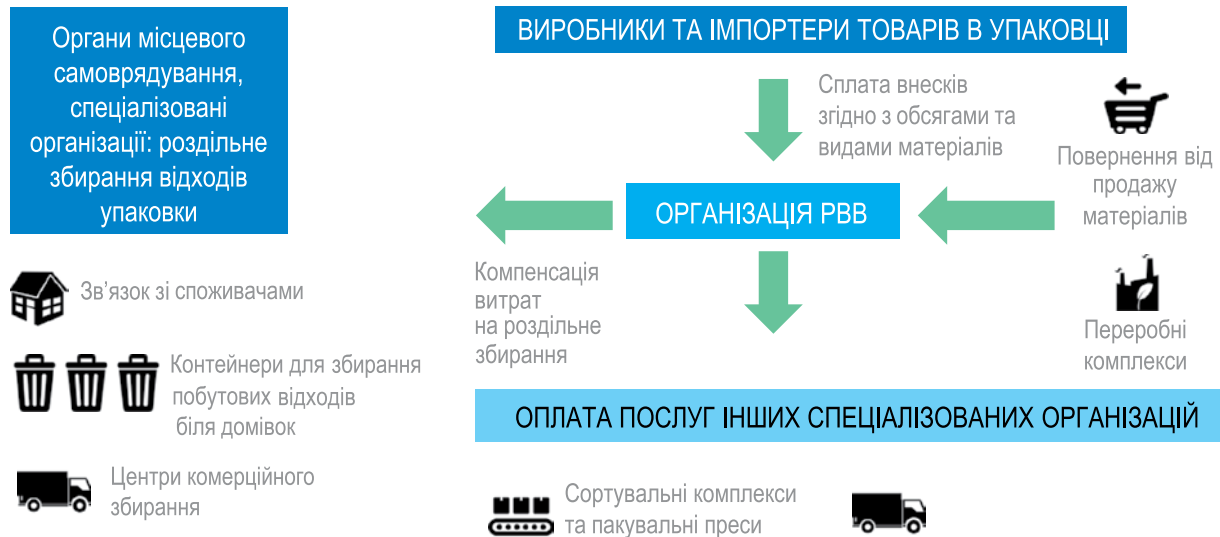 Органи місцевого
самоврядування,
спеціалізовані
організації: роздільне
збирання відходів
упаковки
Зв’язок зі споживачами
Контейнери для збирання
побутових відходів
біля домівок
Центри комерційного
збирання
ВИРОБНИКИ ТА ІМПОРТЕРИ ТОВАРІВ В УПАКОВЦІ
Сплата внесків
згідно з обсягами та
видами матеріалів
Повернення від
продажу
матеріалів
ОРГАНІЗАЦІЯ РВВ
Компенсація
витрат
на роздільне
збирання
Переробні
комплекси
ОПЛАТА ПОСЛУГ ІНШИХ СПЕЦІАЛІЗОВАНИХ ОРГАНІЗАЦІЙ
Сортувальні комплекси
та пакувальні преси